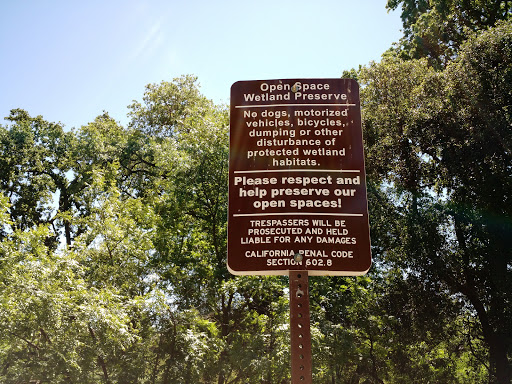 Open Space
Wetland Preserve
No dogs, motorized
vehicles, bicycles,
dumping or other
disturbance of
protected wetland
habitats.
Please respect and
help preserve our
open spaces!
TRESPASSERS WILL BE
PROSECUTED AND HELD
LIABLE FOR ANY DAMAGES
CALIFORNIA PENAL CODE
SECTION 602.8